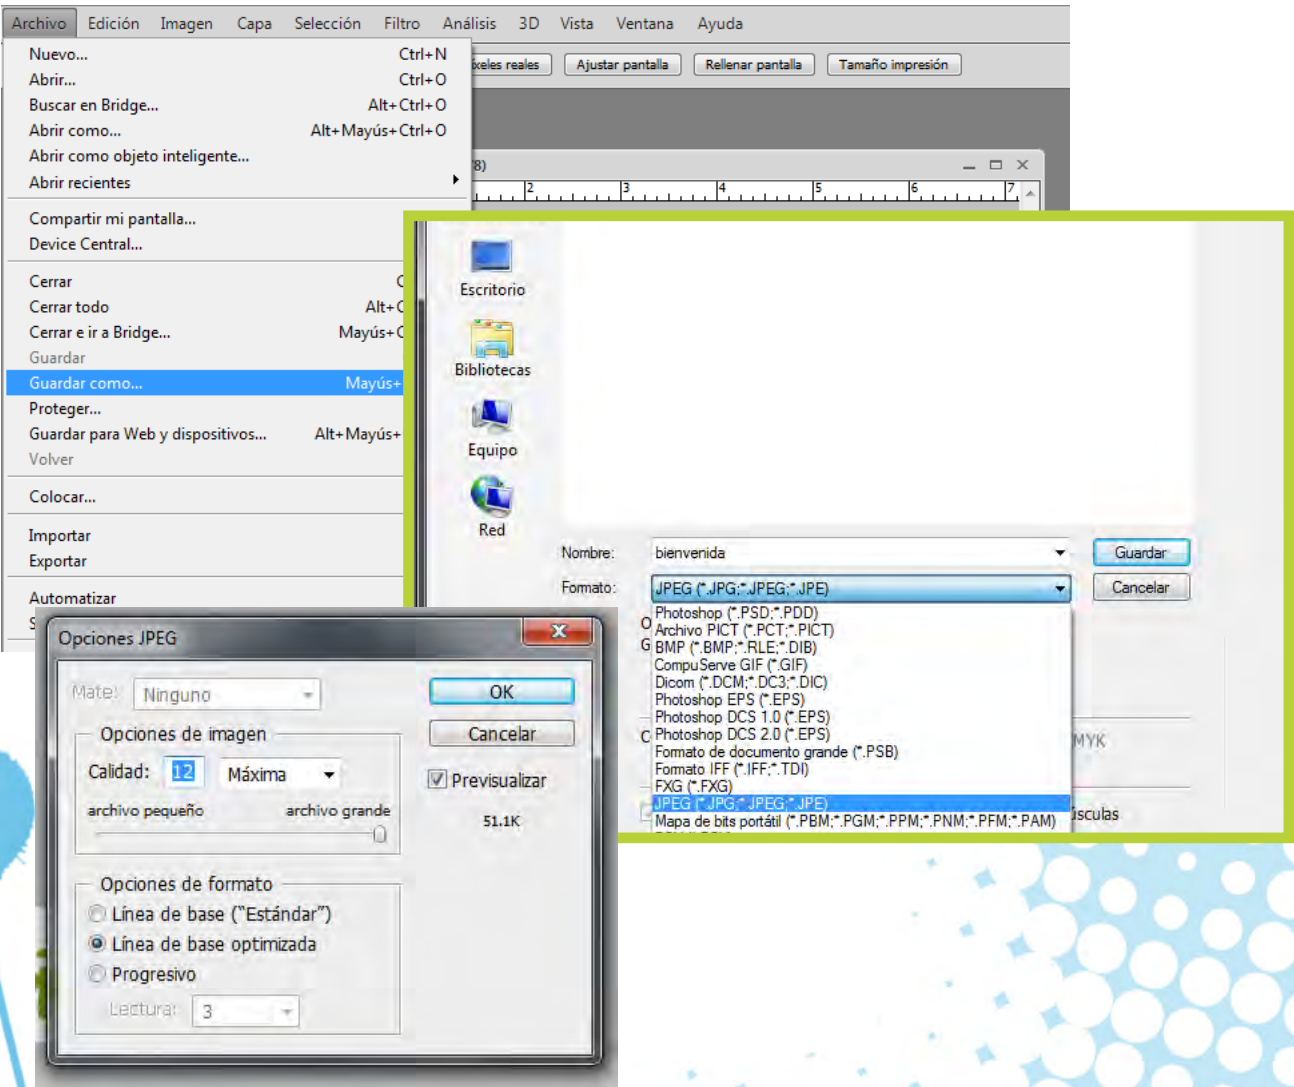 Archivo Edición Imagen Capa Selección Filtro Análisis 3D Vista Ventana Ayuda
Nuevo... Ctrl+N
Abrir... Ctrl+O
Buscar en Bridge... Alt+Ctrl+O
Abrir como... Alt+Mayús+Ctrl+O
Abrir como objeto inteligente...
Abrir recientes
Compartir mi pantalla...
Device Central...
Cerrar
Cerrar todo Alt+C
Cerrar e ir a Bridge... Mayús+C
Guardar
Guardar como... Mayús+
Proteger...
Guardar para Web y dispositivos... Alt+Mayús+
Volver
Colocar...
Importar
Exportar
Automatizar
reales Ajustar pantalla Rellenar pantalla Tamaño impresión
8)
2 3 4 5 6 7
Escritorio
Bibliotecas
Equipo
Red
Nombre: bienvenida Guardar
Formato: JPEG (*.JPG;*.JPEG;*.JPE) Cancelar
Photoshop (*.PSD;*.PDD)
Archivo PICT (*.PCT;*.PICT)
BMP (*.BMP;*.RLE;*.DIB)
CompuServe GIF (*.GIF)
Dicom (*.DCM;*.DC3;*.DIC)
Photoshop EPS (*.EPS)
Photoshop DCS 1.0 (*.EPS)
Photoshop DCS 2.0 (*.EPS)
Formato de documento grande (*.PSB)
Formato IFF (*.IFF;*.TDI)
FXG (*.FXG)
JPEG (*.JPG;*.JPEG;*.JPE)
Mapa de bits portátil (*.PBM;*.PGM;*.PPM;*.PNM;*.PFM;*.PAM)
MYK
Opciones JPEG
Mate: Ninguno OK
Opciones de imagen Cancelar
Calidad: 12 Máxima Previsualizar
archivo pequeño archivo grande 51.1K
Opciones de formato
Línea de base ("Estándar")
Línea de base optimizada
Progresivo
Lectura: 3